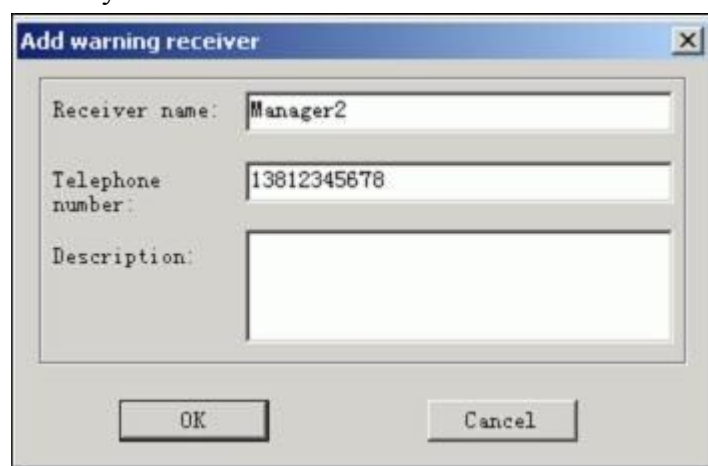 Add warning receiver
Receiver name: Manager2
Telephone number: 13812345678
Description:
OK Cancel